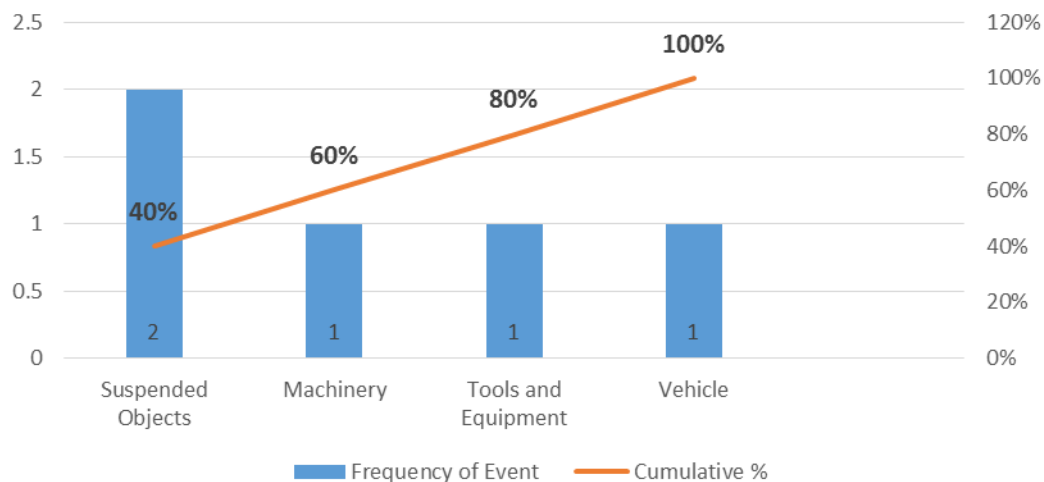 2.5
2
1.5
1
0.5
0
120%
100%
80%
60%
40%
20%
0%
40%
60%
80%
100%
2
1
1
1
Suspended
Objects
Machinery
Tools and
Equipment
Vehicle
Frequency of Event
Cumulative %